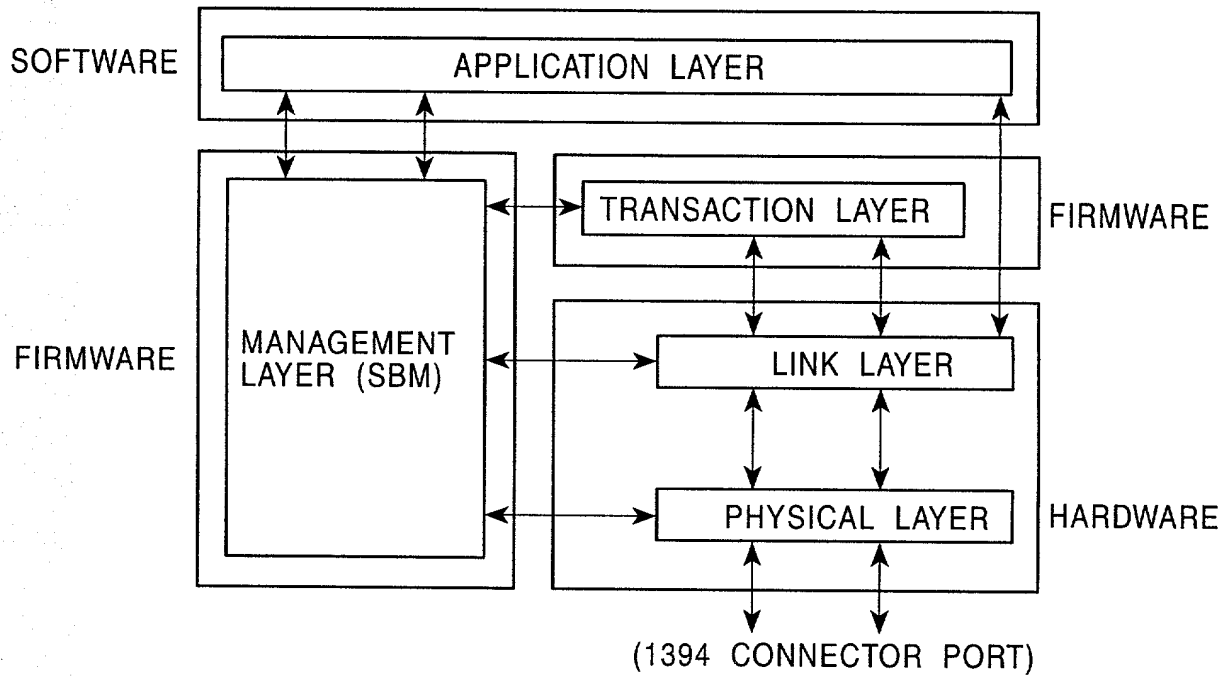 SOFTWARE
APPLICATION LAYER
TRANSACTION LAYER
FIRMWARE
FIRMWARE
MANAGEMENT
LAYER (SBM)
LINK LAYER
PHYSICAL LAYER
HARDWARE
(1394 CONNECTOR PORT)